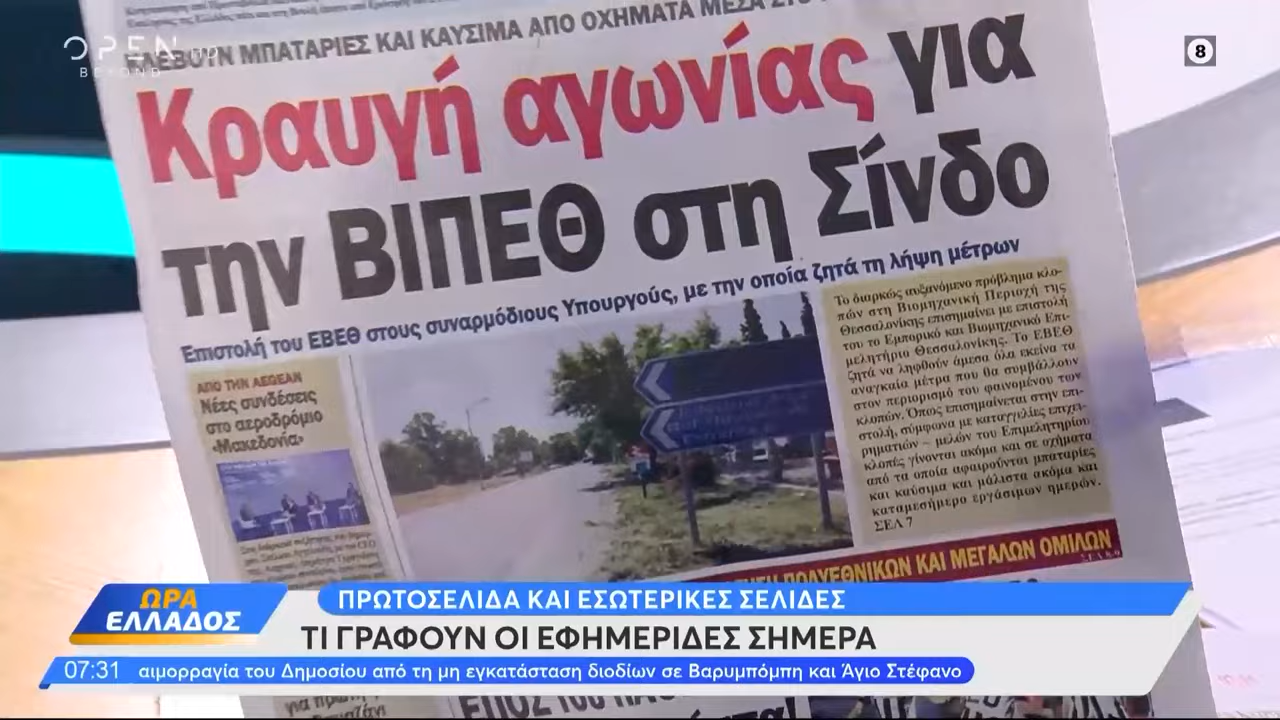 OPEN
BEYOND
8
ΚΛΕΒΟΥΝ ΜΠΑΤΑΡΙΕΣ ΚΑΙ ΚΑΥΣΙΜΑ ΑΠΟ ΟΧΗΜΑΤΑ ΜΕΣΑ ΣΤΟ
Κραυγή αγωνίας για
την ΒΙΠΕΘ στη Σίνδο
Επιστολή του ΕΒΕΘ στους συναρμόδιους Υπουργούς, με την οποία ζητά τη λήψη μέτρων
ΑΠΟ ΤΗΝ AEGEAN
Νέες συνδέσεις
στο αεροδρόμιο
«Μακεδονία»
Το διαρκώς αυξανόμενο πρόβλημα κλο-
πών στη Βιομηχανική Περιοχή της
Θεσσαλονίκης επισημαίνει με επιστολή
του το Εμπορικό και Βιομηχανικό Επι-
μελητήριο Θεσσαλονίκης. Το ΕΒΕΘ
ζητά να ληφθούν άμεσα όλα εκείνα τα
αναγκαία μέτρα που θα συμβάλλουν
στον περιορισμό του φαινομένου των
κλοπών. Όπως επισημαίνεται στην επι-
στολή, σύμφωνα με καταγγελίες επιχει-
ρηματιών – μελών του Επιμελητηρίου
κλοπές γίνονται ακόμα και σε οχήματα
από τα οποία αφαιρούνται μπαταρίες
και καύσιμα και μάλιστα ακόμα και
καταμεσήμερο εργάσιμων ημερών.
ΣΕΛ 7
ΠΟΛΥΕΘΝΙΚΩΝ ΚΑΙ ΜΕΓΑΛΩΝ ΟΜΙΛΩΝ
ΩΡΑ
ΕΛΛΑΔΟΣ
ΠΡΩΤΟΣΕΛΙΔΑ ΚΑΙ ΕΣΩΤΕΡΙΚΕΣ ΣΕΛΙΔΕΣ
ΤΙ ΓΡΑΦΟΥΝ ΟΙ ΕΦΗΜΕΡΙΔΕΣ ΣΗΜΕΡΑ
07:31 αιμορραγία του Δημοσίου από τη μη εγκατάσταση διοδίων σε Βαρυμπόμπη και Άγιο Στέφανο